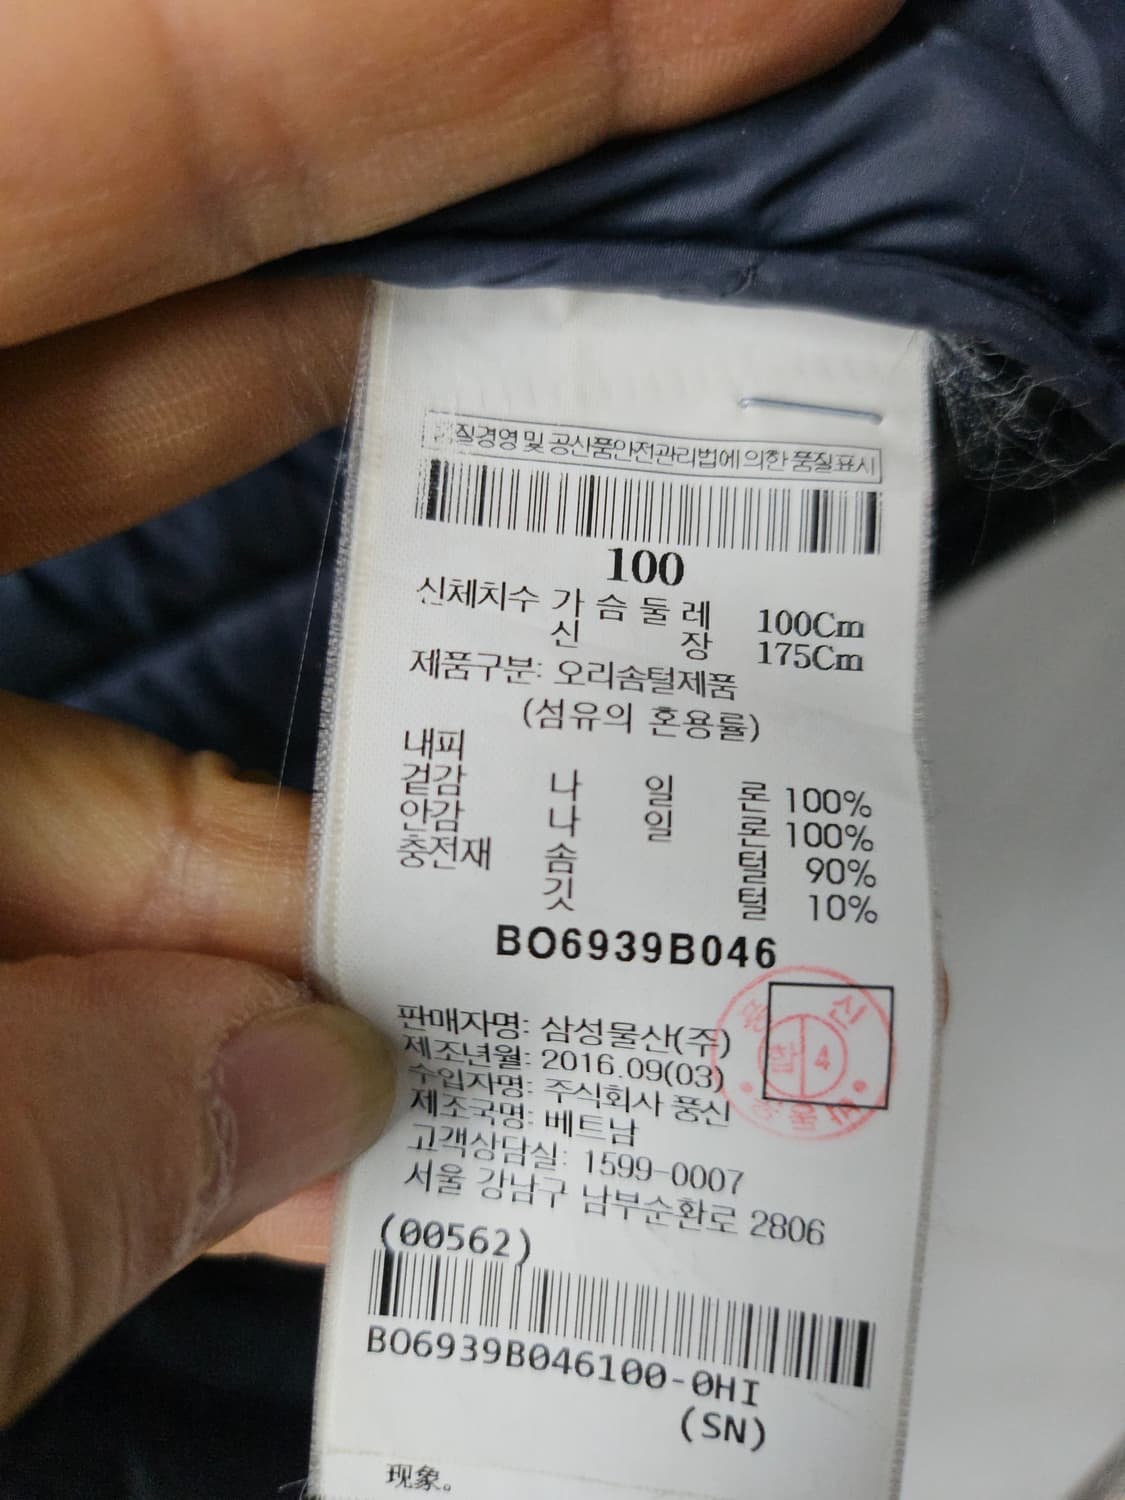 질경영 및 공산품안전관리법에 의한 품질표시
100
신체치수 가 슴 둘 레 100Cm
신 장 175Cm
제품구분: 오리솜털제품
(섬유의 혼용률)
내피
겉감 나 일 론 100%
안감 나 일 론 100%
충전재 솜 털 90%
깃 털 10%
BO6939B046
판매자명: 삼성물산(주)
제조년월: 2016.09(03)
수입자명: 주식회사 풍신
제조국명: 베트남
고객상담실: 1599-0007
서울 강남구 남부순환로 2806
(00562)
BO6939B046100-0HI
(SN)
现象。
신
합 4